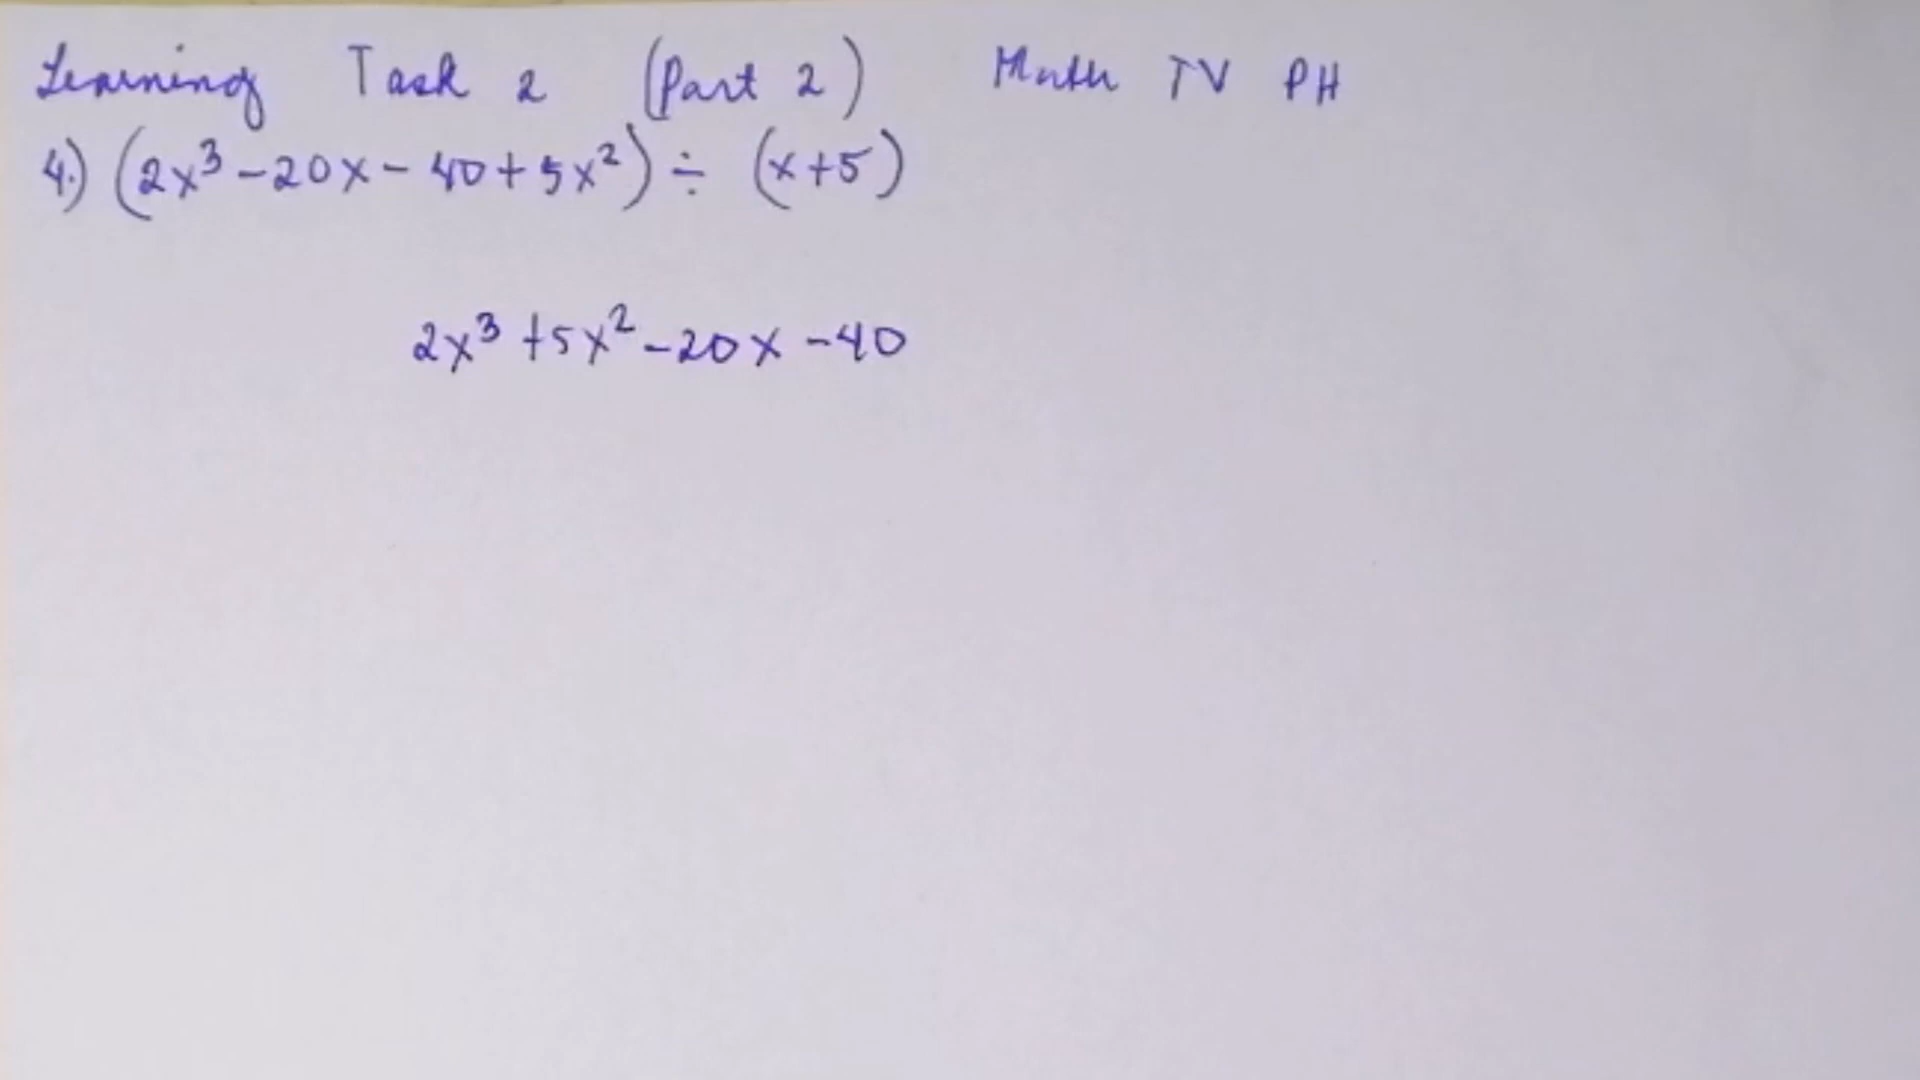 Learning Task 2 (Part 2) Math TV PH
4.) (2x³ -20x - 40 + 5x²) ÷ (x+5)
2x³ +5x² -20x -40